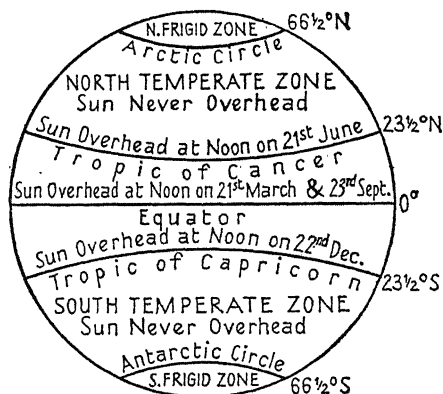 N. FRIGID ZONE 66½°N
Arctic Circle
NORTH TEMPERATE ZONE
Sun Never Overhead
Sun Overhead at Noon on 21st June 23½°N
Tropic of Cancer
Sun Overhead at Noon on 21st March & 23rd Sept. 0°
Equator
Sun Overhead at Noon on 22nd Dec.
Tropic of Capricorn 23½°S
SOUTH TEMPERATE ZONE
Sun Never Overhead
Antarctic Circle
S. FRIGID ZONE 66½°S